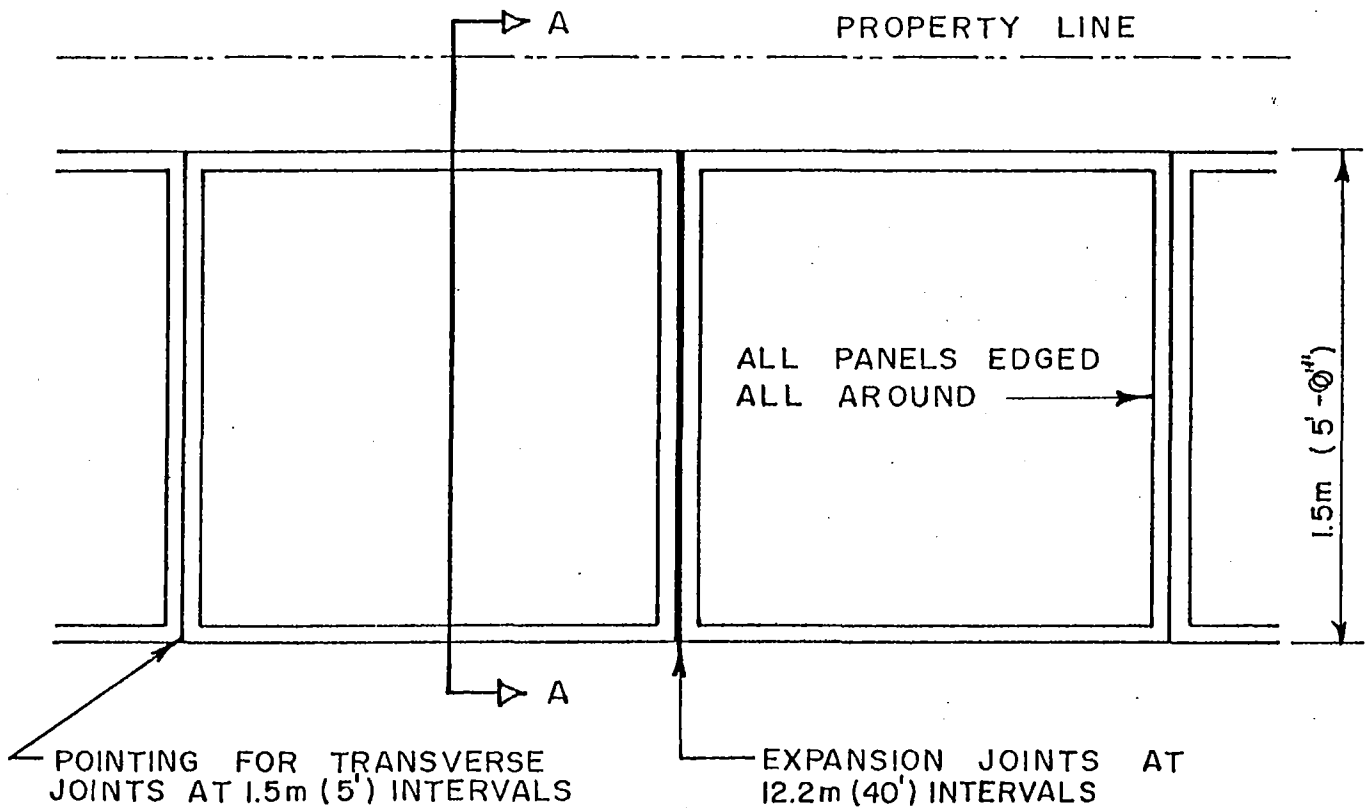 A
PROPERTY LINE
ALL PANELS EDGED
ALL AROUND
1.5m (5'-0")
A
POINTING FOR TRANSVERSE
JOINTS AT 1.5m (5') INTERVALS
EXPANSION JOINTS AT
12.2m (40') INTERVALS